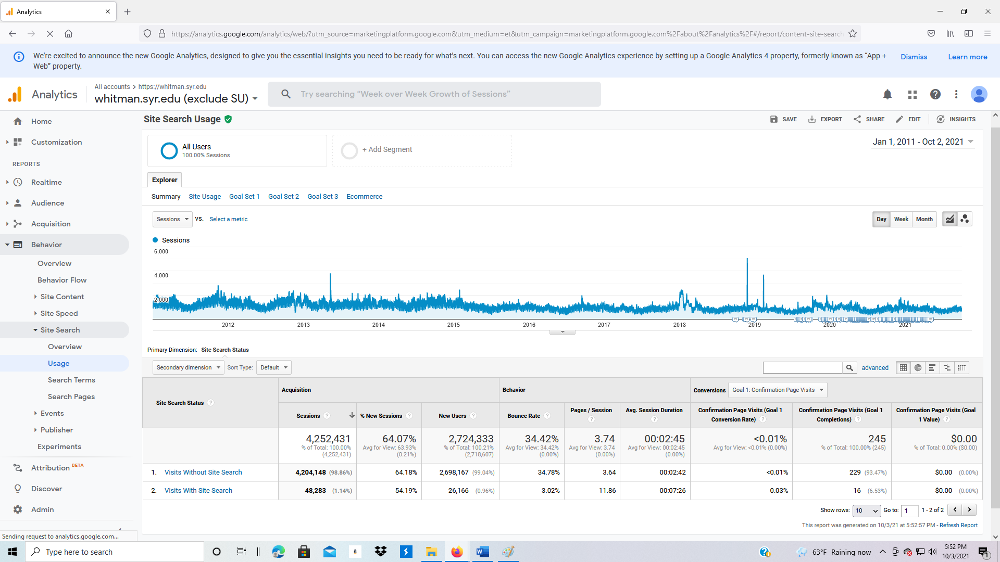 Analytics
https://analytics.google.com/analytics/web/?utm_source=marketingplatform.google.com&utm_medium=et&utm_campaign=marketingplatform.google.com%2Fabout%2Fanalytics%2F#/report/content-site-search
We're excited to announce the new Google Analytics, designed to give you the essential insights you need to be ready for what's next. You can access the new Google Analytics experience by setting up a Google Analytics 4 property, formerly known as “App +
Web” property.
Dismiss
Learn more
Analytics
All accounts > https://whitman.syr.edu
whitman.syr.edu (exclude SU)
Try searching “Week over Week Growth of Sessions”
Home
Customization
REPORTS
Realtime
Audience
Acquisition
Behavior
Overview
Behavior Flow
Site Content
Site Speed
Site Search
Overview
Usage
Search Terms
Search Pages
Events
Publisher
Experiments
Attribution BETA
Discover
Admin
Sending request to analytics.google.com...
Site Search Usage
SAVE
EXPORT
SHARE
EDIT
INSIGHTS
All Users
100.00% Sessions
+ Add Segment
Jan 1, 2011 - Oct 2, 2021
Explorer
Summary Site Usage Goal Set 1 Goal Set 2 Goal Set 3 Ecommerce
Sessions VS. Select a metric
Day Week Month
Sessions
6,000
4,000
2,000
2012 2013 2014 2015 2016 2017 2018 2019 2020 2021
Primary Dimension: Site Search Status
Secondary dimension Sort Type: Default
advanced
Site Search Status ?
Acquisition
Behavior
Conversions Goal 1: Confirmation Page Visits
Sessions ?
% New Sessions ?
New Users ?
Bounce Rate ?
Pages / Session
?
Avg. Session Duration
?
Confirmation Page Visits (Goal 1
Conversion Rate) ?
Confirmation Page Visits (Goal 1
Completions) ?
Confirmation Page Visits (Goal
1 Value) ?
4,252,431
% of Total: 100.00%
(4,252,431)
64.07%
Avg for View: 63.93%
(0.21%)
2,724,333
% of Total: 100.21%
(2,718,607)
34.42%
Avg for View: 34.42%
(0.00%)
3.74
Avg for View: 3.74
(0.00%)
00:02:45
Avg for View: 00:02:45
(0.00%)
<0.01%
Avg for View: <0.01% (0.00%)
245
% of Total: 100.00% (245)
$0.00
% of Total: 0.00% ($0.00)
1. Visits Without Site Search 4,204,148 (98.86%) 64.18% 2,698,167 (99.04%) 34.78% 3.64 00:02:42 <0.01% 229 (93.47%) $0.00 (0.00%)
2. Visits With Site Search 48,283 (1.14%) 54.19% 26,166 (0.96%) 3.02% 11.86 00:07:26 0.03% 16 (6.53%) $0.00 (0.00%)
Show rows: 10 Go to: 1 1 - 2 of 2
This report was generated on 10/3/21 at 5:52:57 PM - Refresh Report
Type here to search
a
W
63°F Raining now
5:52 PM
10/3/2021
1